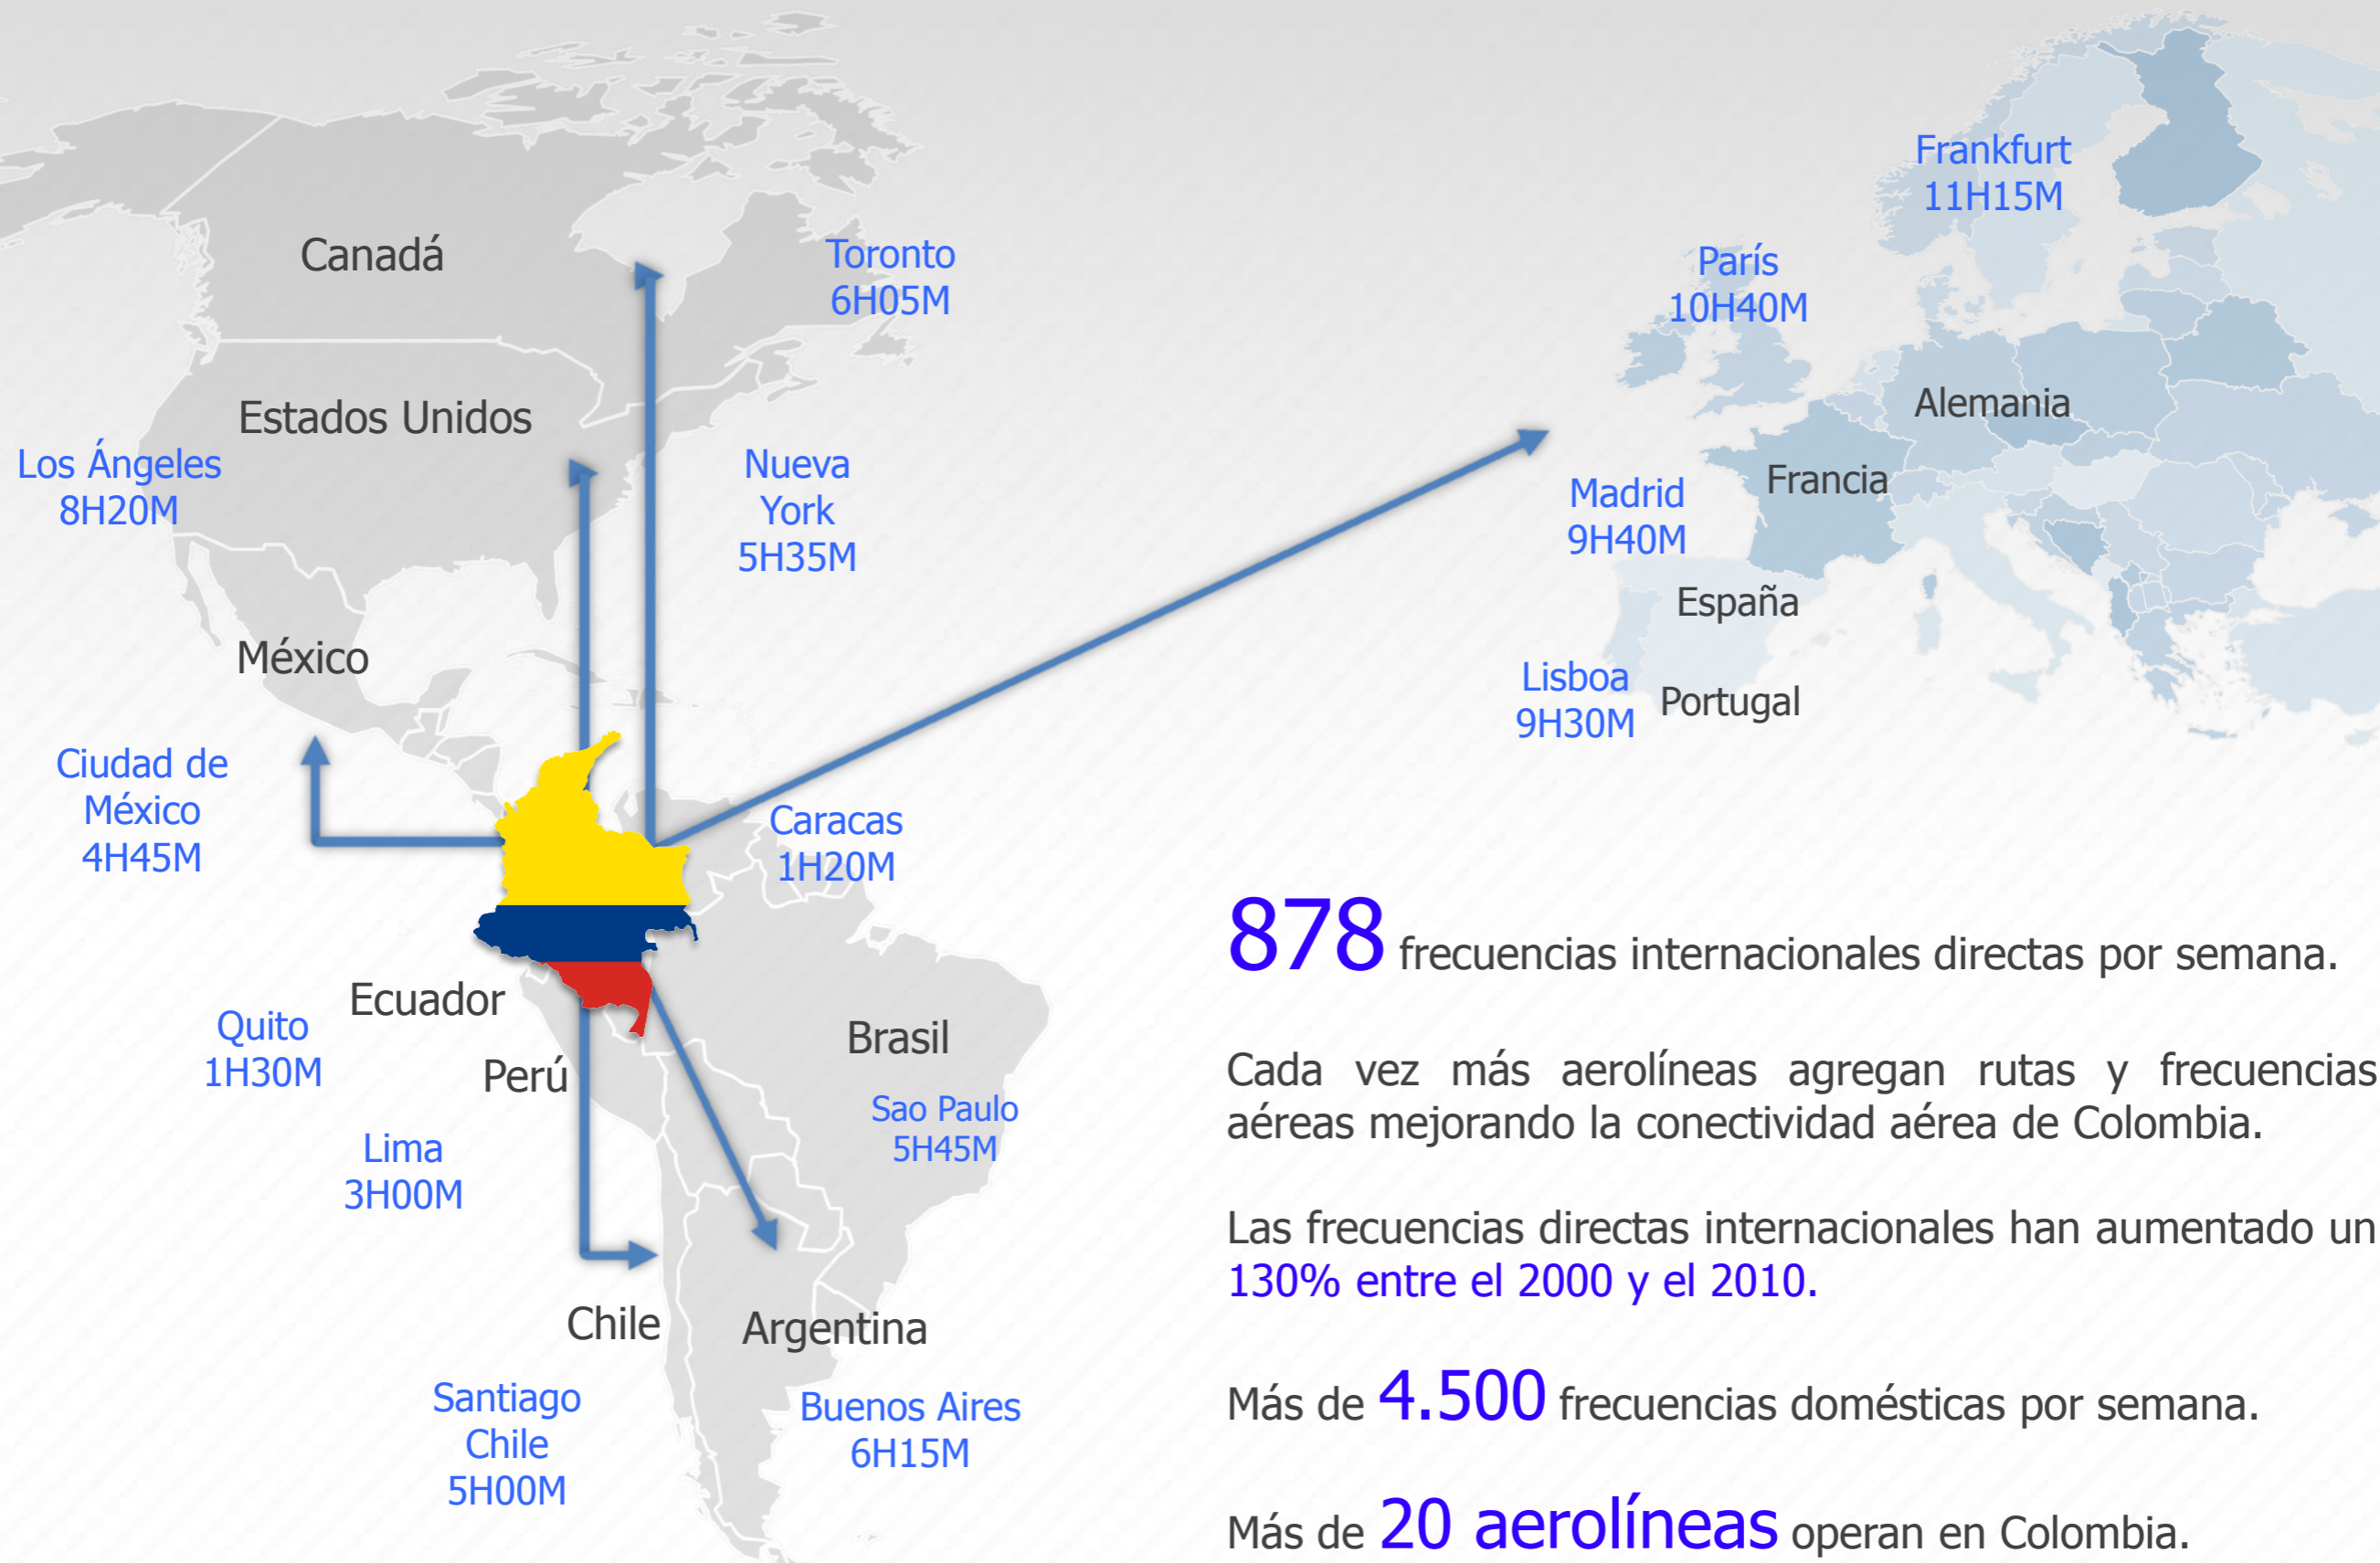 Canadá
Toronto
6H05M
Estados Unidos
Los Ángeles
8H20M
Nueva
York
5H35M
México
Ciudad de
México
4H45M
Caracas
1H20M
Ecuador
Quito
1H30M
Perú
Lima
3H00M
Brasil
Sao Paulo
5H45M
Chile
Santiago
Chile
5H00M
Argentina
Buenos Aires
6H15M
Frankfurt
11H15M
París
10H40M
Alemania
Francia
Madrid
9H40M
España
Lisboa
9H30M
Portugal
878 frecuencias internacionales directas por semana.
Cada vez más aerolíneas agregan rutas y frecuencias
aéreas mejorando la conectividad aérea de Colombia.
Las frecuencias directas internacionales han aumentado un
130% entre el 2000 y el 2010.
Más de 4.500 frecuencias domésticas por semana.
Más de 20 aerolíneas operan en Colombia.